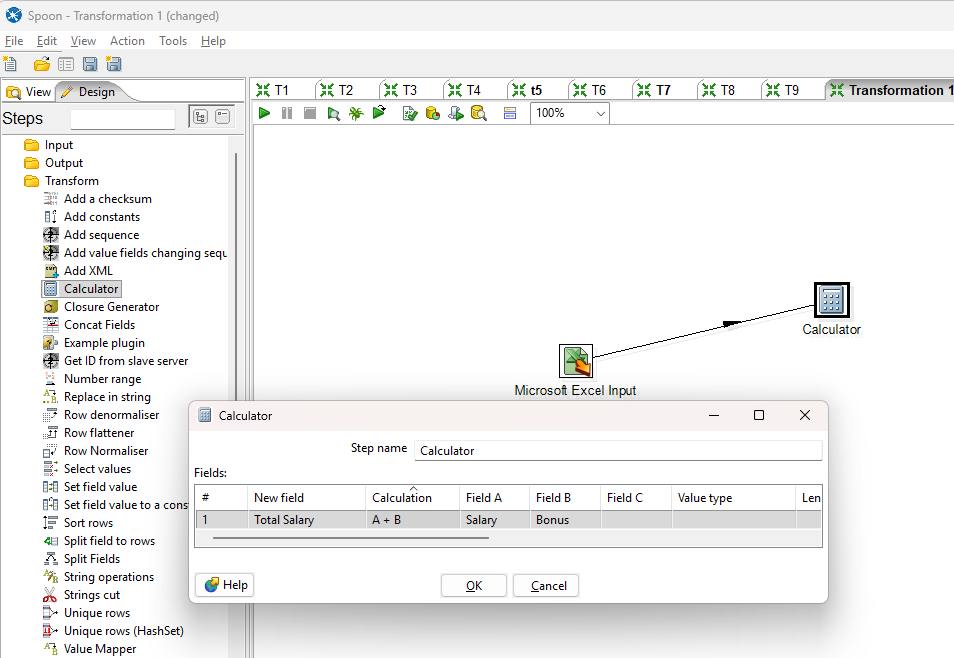 Spoon - Transformation 1 (changed)
File Edit View Action Tools Help
View Design
T1 T2 T3 T4 t5 T6 T7 T8 T9 Transformation 1
Steps
100%
Input
Output
Transform
Add a checksum
Add constants
Add sequence
Add value fields changing sequ
Add XML
Calculator
Closure Generator
Concat Fields
Example plugin
Get ID from slave server
Number range
Replace in string
Row denormaliser
Row flattener
Row Normaliser
Select values
Set field value
Set field value to a cons
Sort rows
Split field to rows
Split Fields
String operations
Strings cut
Unique rows
Unique rows (HashSet)
Value Mapper
Calculator
Microsoft Excel Input
Calculator
Step name Calculator
Fields:
# New field Calculation Field A Field B Field C Value type Len
1 Total Salary A + B Salary Bonus
Help OK Cancel